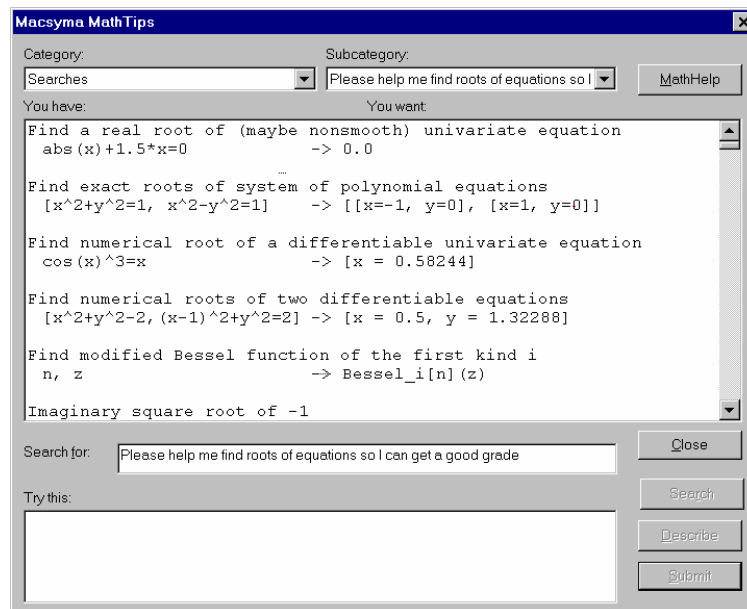 Macsyma MathTips
Category:
Subcategory:
Searches
Please help me find roots of equations so I
MathHelp
You have:
You want
Find a real root of (maybe nonsmooth) univariate equation
abs(x)+1.5*x=0 -> 0.0
Find exact roots of system of polynomial equations
[x^2+y^2=1, x^2-y^2=1] -> [[x=-1, y=0], [x=1, y=0]]
Find numerical root of a differentiable univariate equation
cos(x)^3=x -> [x = 0.58244]
Find numerical roots of two differentiable equations
[x^2+y^2-2,(x-1)^2+y^2=2] -> [x = 0.5, y = 1.32288]
Find modified Bessel function of the first kind i
n, z -> Bessel_i[n](z)
Imaginary square root of -1
Close
Search for:
Please help me find roots of equations so I can get a good grade
Search
Try this:
Describe
Submit